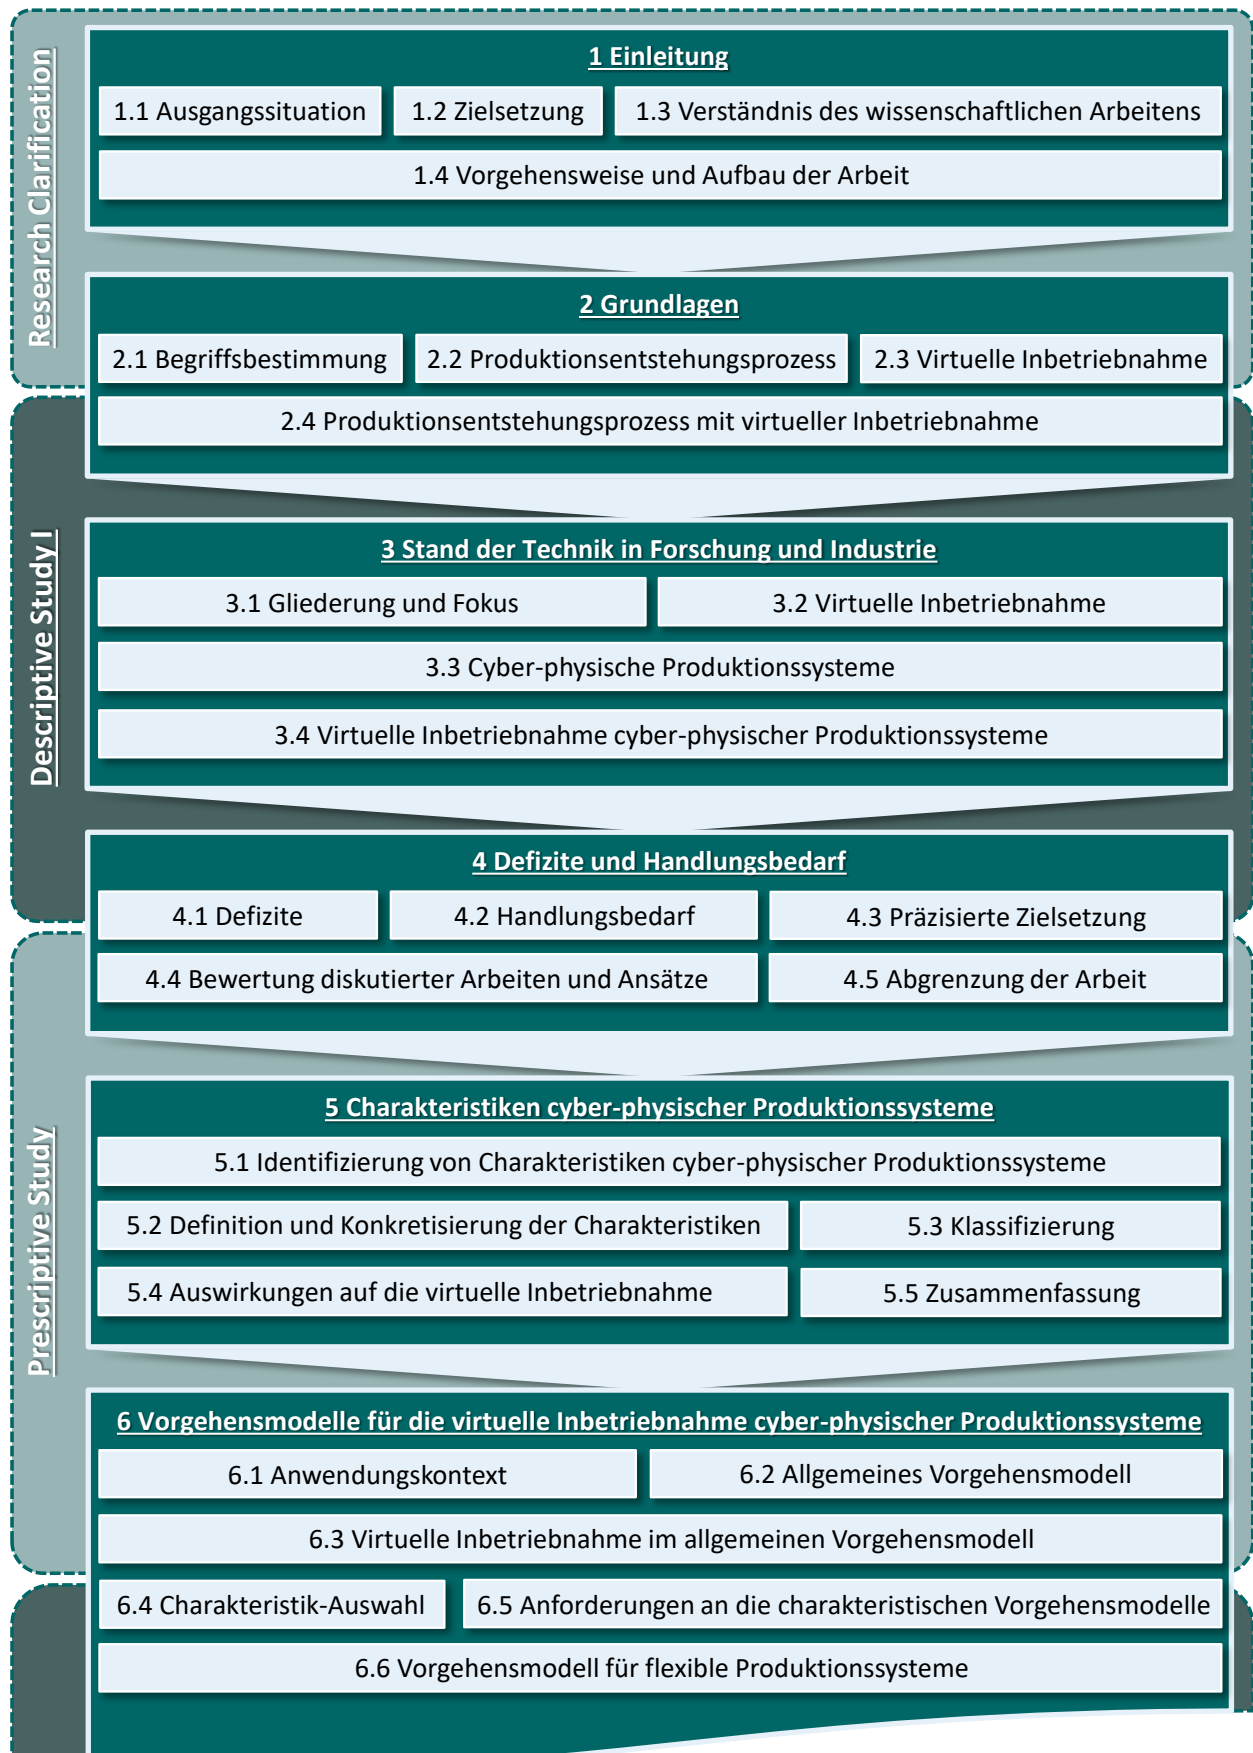 Research Clarification
1 Einleitung
1.1 Ausgangssituation
1.2 Zielsetzung
1.3 Verständnis des wissenschaftlichen Arbeitens
1.4 Vorgehensweise und Aufbau der Arbeit
2 Grundlagen
2.1 Begriffsbestimmung
2.2 Produktionsentstehungsprozess
2.3 Virtuelle Inbetriebnahme
2.4 Produktionsentstehungsprozess mit virtueller Inbetriebnahme
Descriptive Study I
3 Stand der Technik in Forschung und Industrie
3.1 Gliederung und Fokus
3.2 Virtuelle Inbetriebnahme
3.3 Cyber-physische Produktionssysteme
3.4 Virtuelle Inbetriebnahme cyber-physischer Produktionssysteme
4 Defizite und Handlungsbedarf
4.1 Defizite
4.2 Handlungsbedarf
4.3 Präzisierte Zielsetzung
4.4 Bewertung diskutierter Arbeiten und Ansätze
4.5 Abgrenzung der Arbeit
Prescriptive Study
5 Charakteristiken cyber-physischer Produktionssysteme
5.1 Identifizierung von Charakteristiken cyber-physischer Produktionssysteme
5.2 Definition und Konkretisierung der Charakteristiken
5.3 Klassifizierung
5.4 Auswirkungen auf die virtuelle Inbetriebnahme
5.5 Zusammenfassung
6 Vorgehensmodelle für die virtuelle Inbetriebnahme cyber-physischer Produktionssysteme
6.1 Anwendungskontext
6.2 Allgemeines Vorgehensmodell
6.3 Virtuelle Inbetriebnahme im allgemeinen Vorgehensmodell
6.4 Charakteristik-Auswahl
6.5 Anforderungen an die charakteristischen Vorgehensmodelle
6.6 Vorgehensmodell für flexible Produktionssysteme